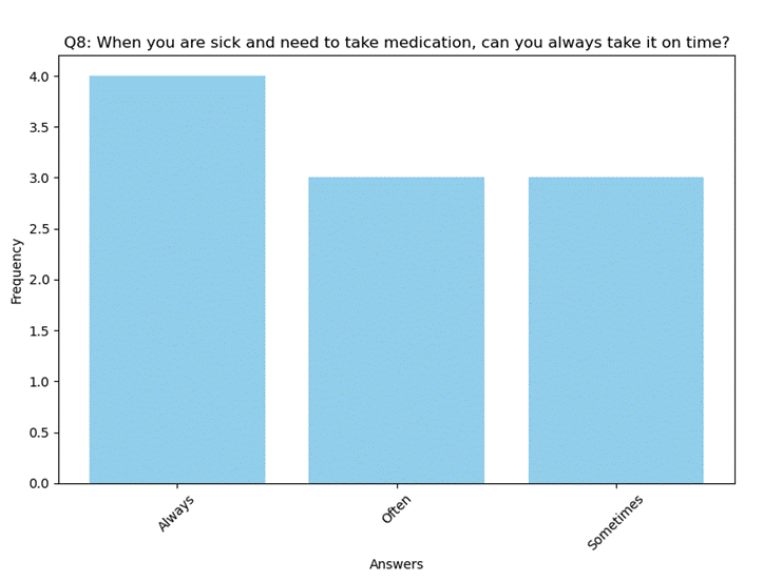 Q8: When you are sick and need to take medication, can you always take it on time?
4.0
3.5
3.0
2.5
2.0
1.5
1.0
0.5
0.0
Frequency
Always
Often
Sometimes
Answers